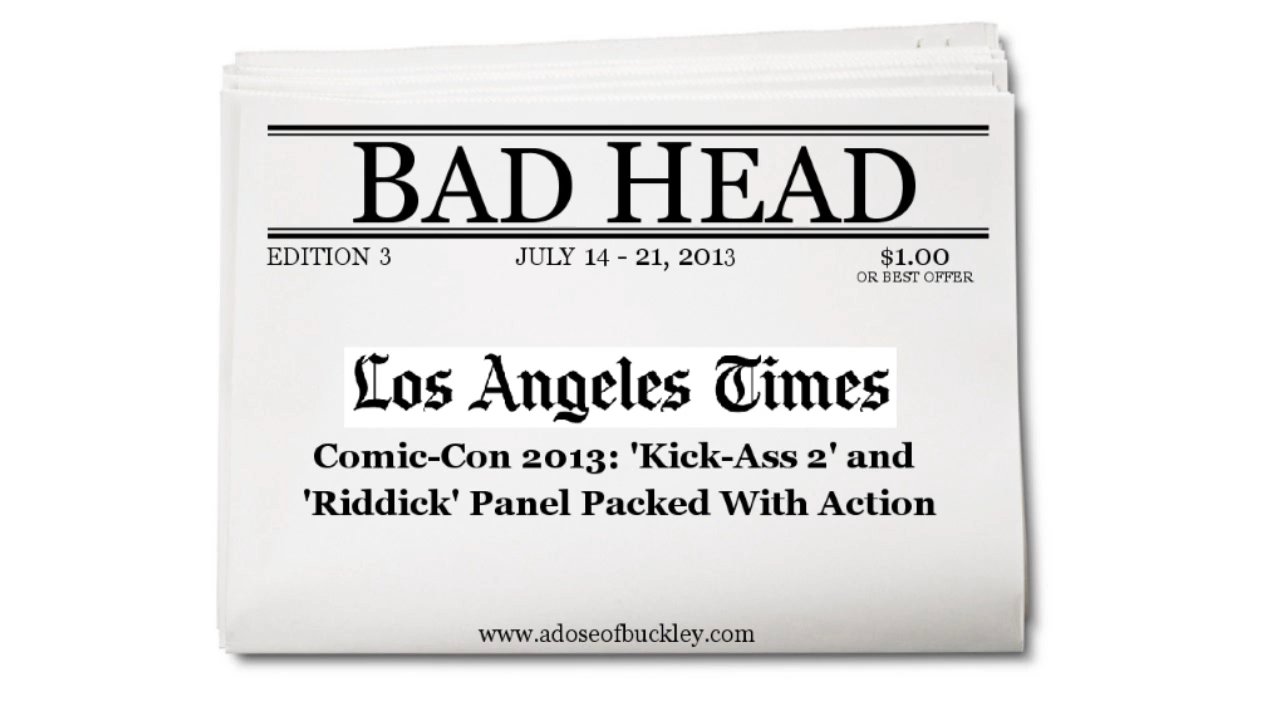 BAD HEAD
EDITION 3 JULY 14 - 21, 2013 $1.00
OR BEST OFFER
Los Angeles Times
Comic-Con 2013: 'Kick-Ass 2' and
'Riddick' Panel Packed With Action
www.adoseofbuckley.com